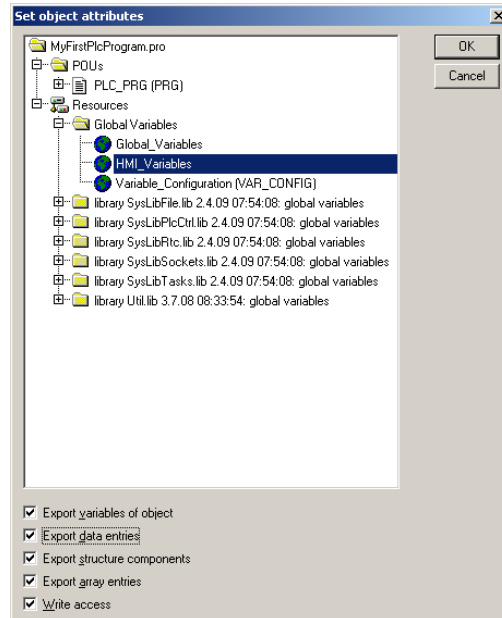 Set object attributes
MyFirstPlcProgram.pro
OK
POUs
Cancel
PLC_PRG (PRG)
Resources
Global Variables
Global_Variables
HMI_Variables
Variable_Configuration (VAR_CONFIG)
library SysLibFile.lib 2.4.09 07:54:08: global variables
library SysLibPlcCtrl.lib 2.4.09 07:54:08: global variables
library SysLibRtc.lib 2.4.09 07:54:08: global variables
library SysLibSockets.lib 2.4.09 07:54:08: global variables
library SysLibTasks.lib 2.4.09 07:54:08: global variables
library Util.lib 3.7.08 08:33:54: global variables
Export variables of object
Export data entries
Export structure components
Export array entries
Write access